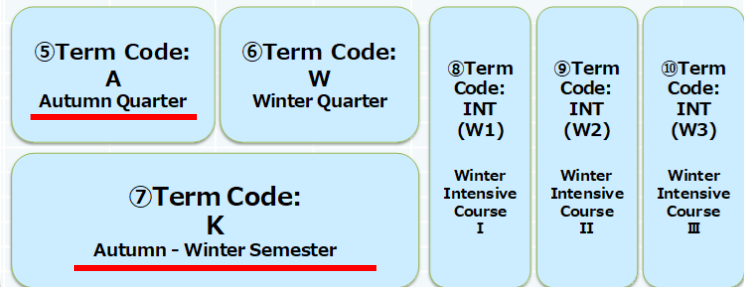 ⑤Term Code:
A
Autumn Quarter
⑥Term Code:
W
Winter Quarter
⑦Term Code:
K
Autumn - Winter Semester
⑧Term
Code:
INT
(W1)
Winter
Intensive
Course
I
⑨Term
Code:
INT
(W2)
Winter
Intensive
Course
II
⑩Term
Code:
INT
(W3)
Winter
Intensive
Course
Ⅲ